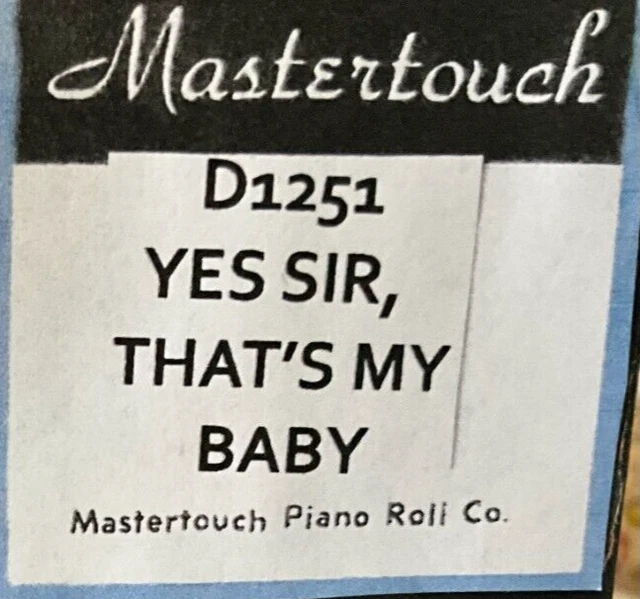 Mastertouch
D1251
YES SIR,
THAT'S MY
BABY
Mastertouch Piano Roll Co.